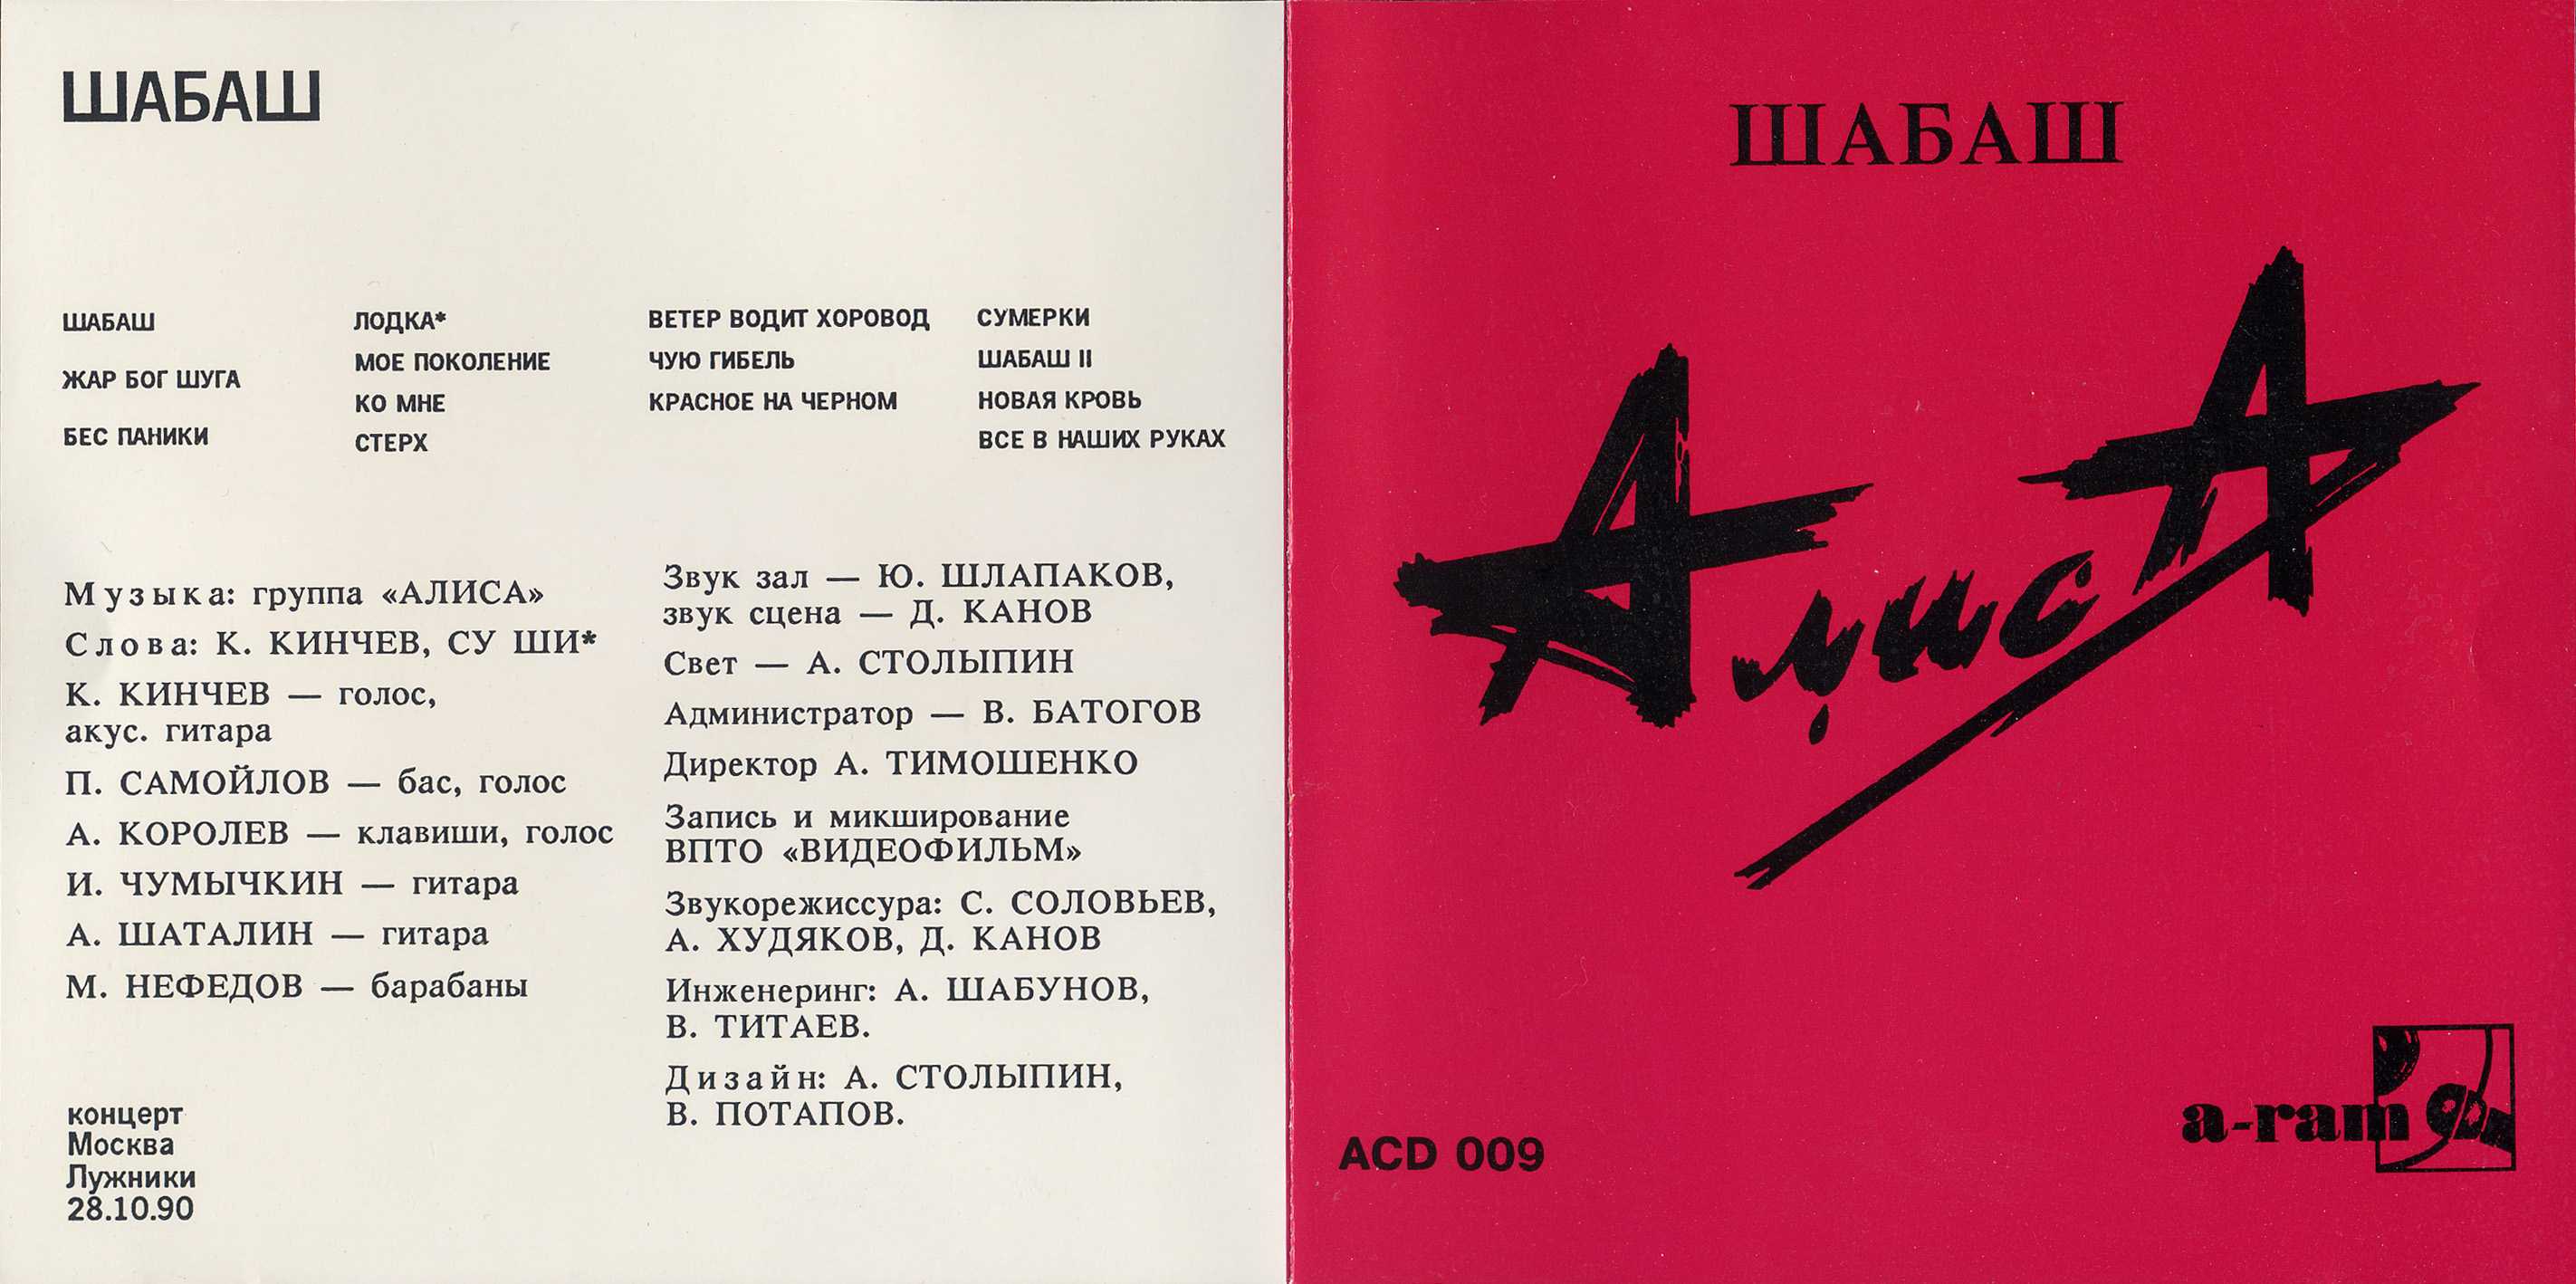 ШАБАШ
ШАБАШ
ЖАР БОГ ШУГА
БЕС ПАНИКИ
ЛОДКА*
МОЕ ПОКОЛЕНИЕ
КО МНЕ
СТЕРХ
ВЕТЕР ВОДИТ ХОРОВОД
ЧУЮ ГИБЕЛЬ
КРАСНОЕ НА ЧЕРНОМ
СУМЕРКИ
ШАБАШ II
НОВАЯ КРОВЬ
ВСЕ В НАШИХ РУКАХ
Музыка: группа «АЛИСА»
Слова: К. КИНЧЕВ, СУ ШИ*
К. КИНЧЕВ — голос,
акус. гитара
П. САМОЙЛОВ — бас, голос
А. КОРОЛЕВ — клавиши, голос
И. ЧУМЫЧКИН — гитара
А. ШАТАЛИН — гитара
М. НЕФЕДОВ — барабаны
концерт
Москва
Лужники
28.10.90
Звук зал — Ю. ШЛАПАКОВ,
звук сцена — Д. КАНОВ
Свет — А. СТОЛЫПИН
Администратор — В. БАТОГОВ
Директор А. ТИМОШЕНКО
Запись и микширование
ВПТО «ВИДЕОФИЛЬМ»
Звукорежиссура: С. СОЛОВЬЕВ,
А. ХУДЯКОВ, Д. КАНОВ
Инженеринг: А. ШАБУНОВ,
В. ТИТАЕВ.
Дизайн: А. СТОЛЫПИН,
В. ПОТАПОВ.
ШАБАШ
АлисА
ACD 009
a-ram